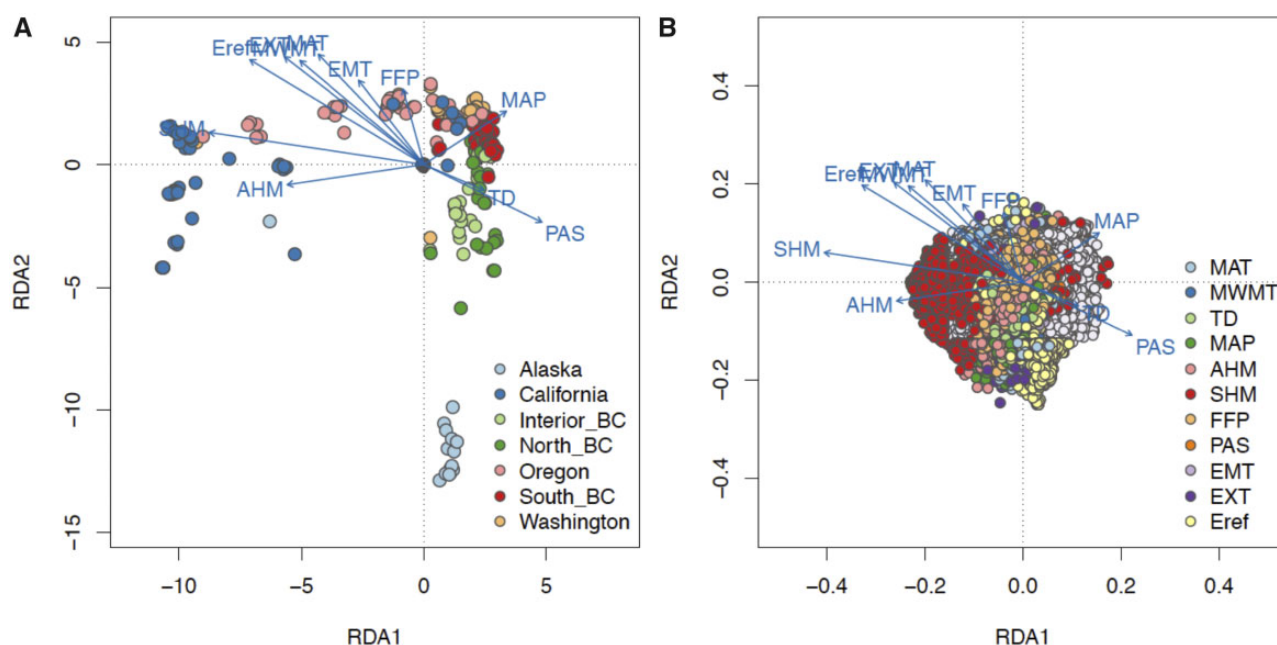 A
5
0
−5
−10
−15
RDA2
−10
−5
0
5
RDA1
Eref
EXT
MAT
MWMT
EMT
FFP
MAP
SHM
AHM
TD
PAS
Alaska
California
Interior_BC
North_BC
Oregon
South_BC
Washington
B
0.4
0.2
0.0
−0.2
−0.4
RDA2
−0.4
−0.2
0.0
0.2
0.4
RDA1
Eref
EXT
MAT
MWMT
EMT
FFP
MAP
SHM
AHM
TD
PAS
MAT
MWMT
TD
MAP
AHM
SHM
FFP
PAS
EMT
EXT
Eref